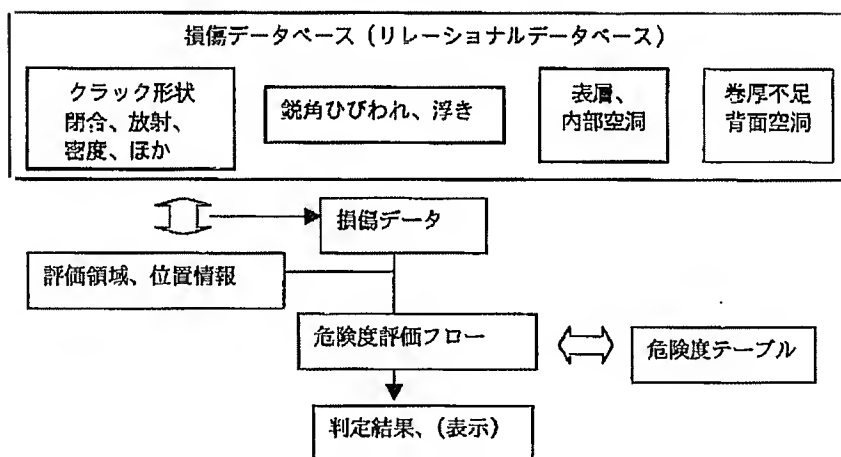 損傷データベース（リレーショナルデータベース）
クラック形状
閉合、放射、
密度、ほか
鋭角ひびわれ、浮き
表層、
内部空洞
巻厚不足
背面空洞
損傷データ
評価領域、位置情報
危険度評価フロー
危険度テーブル
判定結果、(表示)